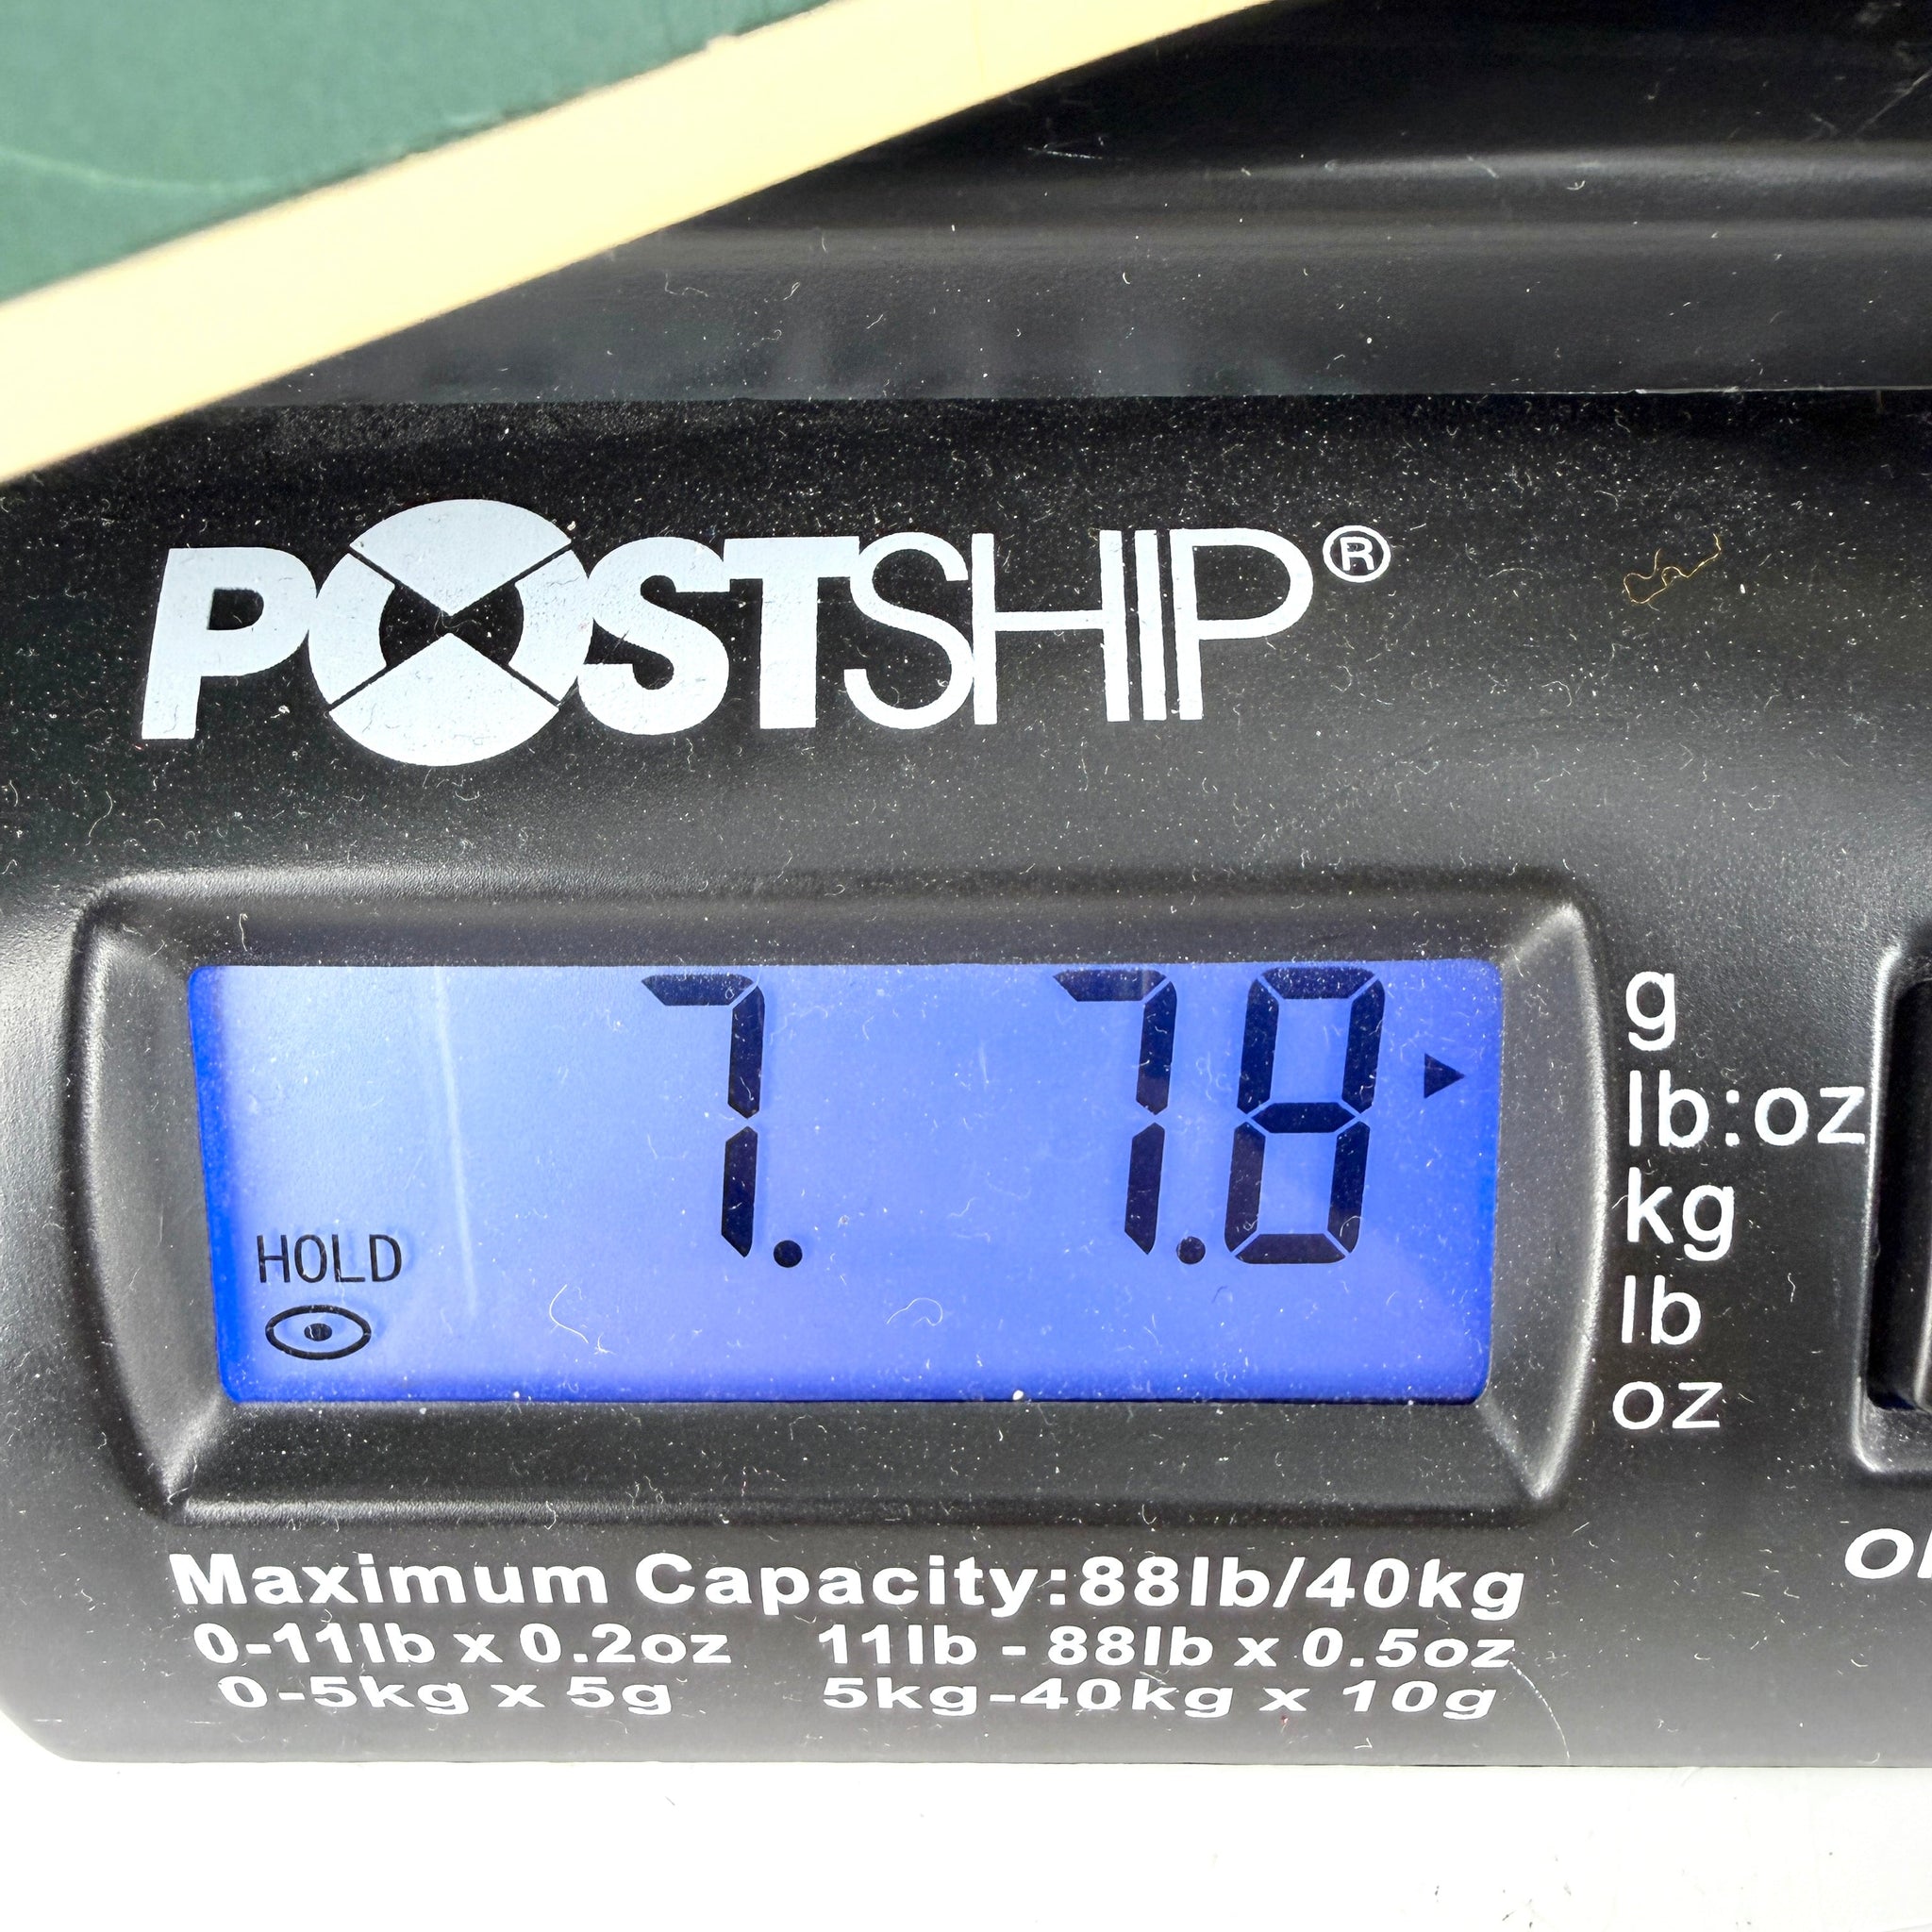 POSTSHIP®
7. 7.8
HOLD
g
lb:oz
kg
lb
oz
Maximum Capacity:88lb/40kg
0-11lb x 0.2oz 11lb - 88lb x 0.5oz
0-5kg x 5g 5kg-40kg x 10g